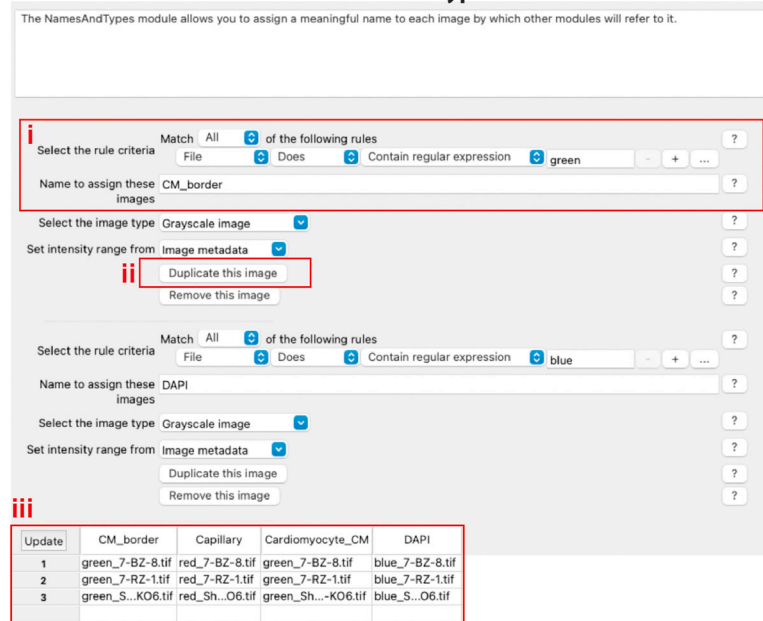 The NamesAndTypes module allows you to assign a meaningful name to each image by which other modules will refer to it.
i
Match All of the following rules ?
Select the rule criteria
File Does Contain regular expression green - + ...
Name to assign these images CM_border ?
Select the image type Grayscale image ?
Set intensity range from Image metadata ?
ii Duplicate this image ?
Remove this image ?
Match All of the following rules ?
Select the rule criteria
File Does Contain regular expression blue - + ...
Name to assign these images DAPI ?
Select the image type Grayscale image ?
Set intensity range from Image metadata ?
Duplicate this image ?
Remove this image ?
iii
Update CM_border Capillary Cardiomyocyte_CM DAPI
1 green_7-BZ-8.tif red_7-BZ-8.tif green_7-BZ-8.tif blue_7-BZ-8.tif
2 green_7-RZ-1.tif red_7-RZ-1.tif green_7-RZ-1.tif blue_7-RZ-1.tif
3 green_S...KO6.tif red_Sh...O6.tif green_Sh...-KO6.tif blue_S...O6.tif